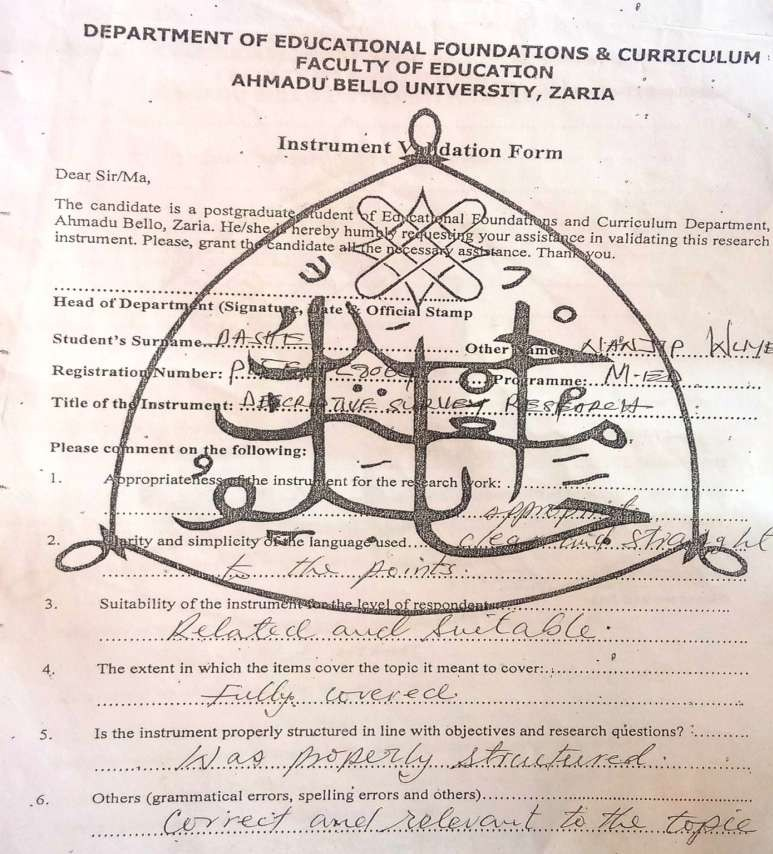 DEPARTMENT OF EDUCATIONAL FOUNDATIONS & CURRICULUM
FACULTY OF EDUCATION
AHMADU BELLO UNIVERSITY, ZARIA
Instrument Validation Form
Dear Sir/Ma,
The candidate is a postgraduate student of Educational Foundations and Curriculum Department,
Ahmadu Bello, Zaria. He/she is hereby humbly requesting your assistance in validating this research
instrument. Please, grant the candidate all the necessary assistance. Thank you.
Head of Department (Signature, Date & Official Stamp
Student's Surname.. DASHE Other Names NANJIP
Registration Number: Programme: M-ED
Title of the Instrument: SURVEY RESEARCH
Please comment on the following:
1. Appropriateness of the instrument for the research work:
2. Clarity and simplicity of the language used clear and straight
to the points.
3. Suitability of the instrument for the level of respondents
Related and Suitable.
4. The extent in which the items cover the topic it meant to cover:
Fully covered
5. Is the instrument properly structured in line with objectives and research questions?
Was properly structured.
6. Others (grammatical errors, spelling errors and others)
Correct and relevant to the topic